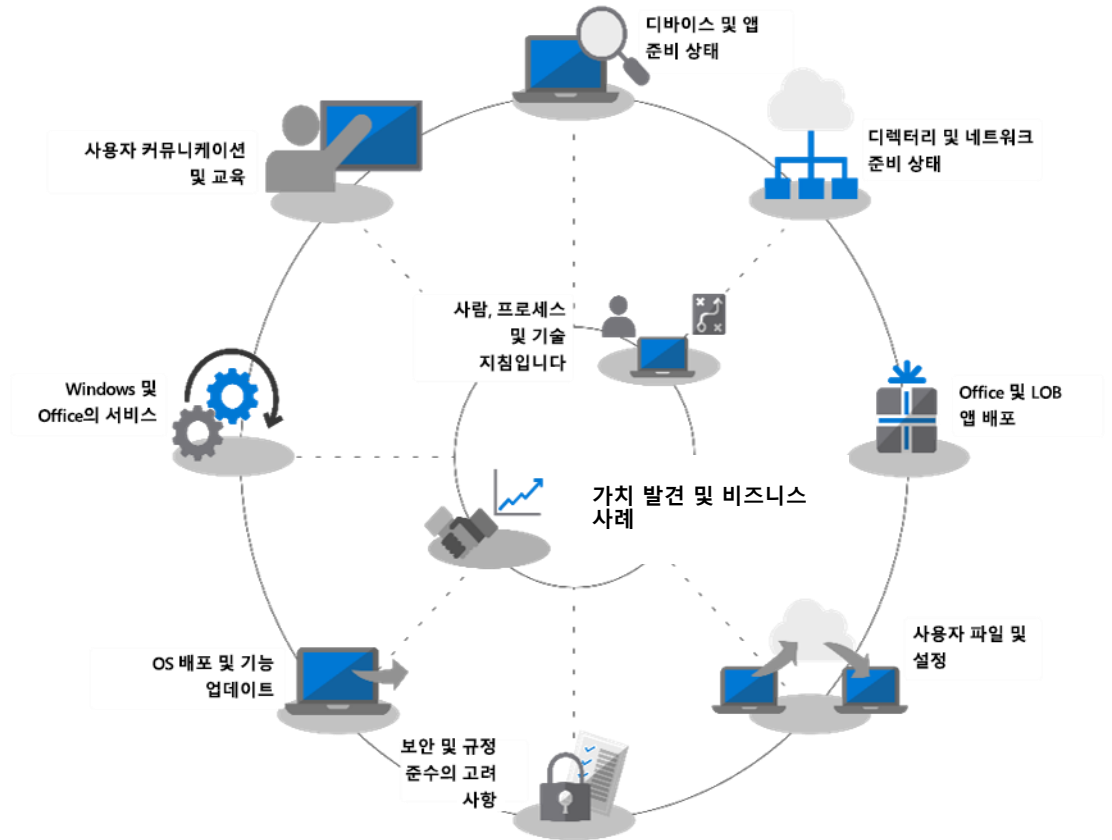 디바이스 및 앱
준비 상태
디렉터리 및 네트워크
준비 상태
사용자 커뮤니케이션
및 교육
사람, 프로세스
및 기술
지침입니다
Windows 및
Office의 서비스
Office 및 LOB
앱 배포
가치 발견 및 비즈니스
사례
사용자 파일 및
설정
OS 배포 및 기능
업데이트
보안 및 규정
준수의 고려
사항